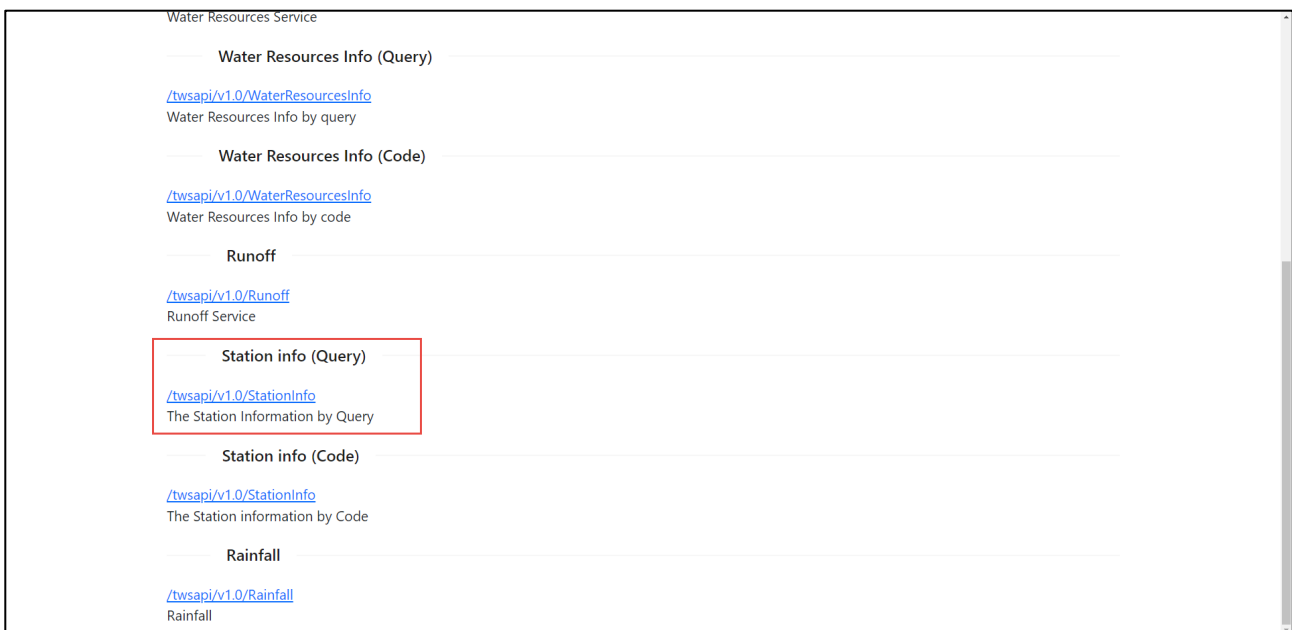 Water Resources Service
Water Resources Info (Query)
/twsapi/v1.0/WaterResourcesInfo
Water Resources Info by query
Water Resources Info (Code)
/twsapi/v1.0/WaterResourcesInfo
Water Resources Info by code
Runoff
/twsapi/v1.0/Runoff
Runoff Service
Station info (Query)
/twsapi/v1.0/StationInfo
The Station Information by Query
Station info (Code)
/twsapi/v1.0/StationInfo
The Station information by Code
Rainfall
/twsapi/v1.0/Rainfall
Rainfall